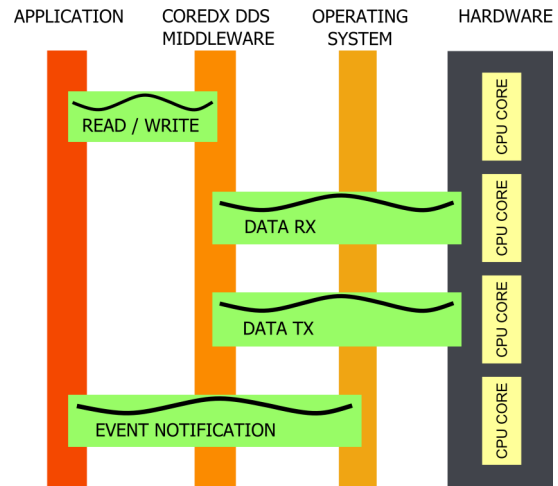 APPLICATION
COREDX DDS
MIDDLEWARE
OPERATING
SYSTEM
HARDWARE
READ / WRITE
CPU CORE
DATA RX
CPU CORE
DATA TX
CPU CORE
EVENT NOTIFICATION
CPU CORE